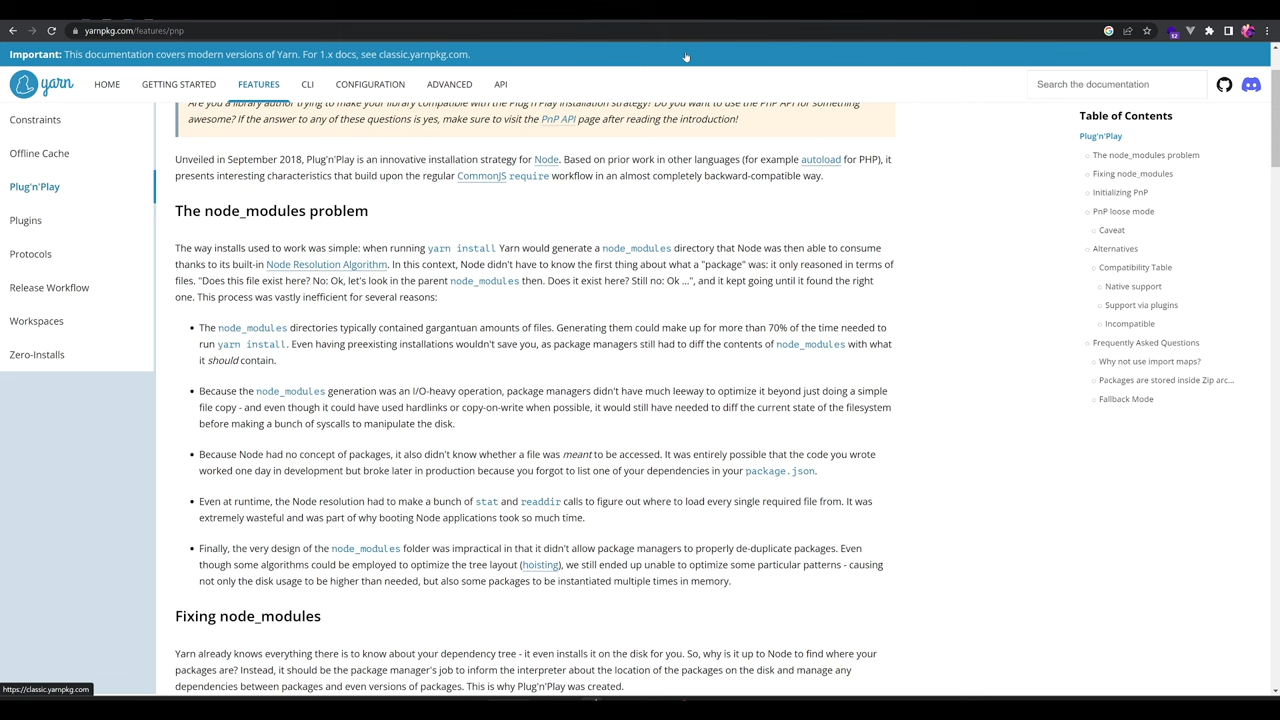 yarnpkg.com/features/pnp
12
Important: This documentation covers modern versions of Yarn. For 1.x docs, see classic.yarnpkg.com.
yarn
HOME
GETTING STARTED
FEATURES
CLI
CONFIGURATION
ADVANCED
API
Search the documentation
Constraints
Offline Cache
Plug'n'Play
Plugins
Protocols
Release Workflow
Workspaces
Zero-Installs
Are you a library author trying to make your library compatible with the Plug'n'Play installation strategy? Do you want to use the PnP API for something
awesome? If the answer to any of these questions is yes, make sure to visit the PnP API page after reading the introduction!
Unveiled in September 2018, Plug'n'Play is an innovative installation strategy for Node. Based on prior work in other languages (for example autoload for PHP), it
presents interesting characteristics that build upon the regular CommonJS require workflow in an almost completely backward-compatible way.
The node_modules problem
The way installs used to work was simple: when running yarn install Yarn would generate a node_modules directory that Node was then able to consume
thanks to its built-in Node Resolution Algorithm. In this context, Node didn't have to know the first thing about what a "package" was: it only reasoned in terms of
files. "Does this file exist here? No: Ok, let's look in the parent node_modules then. Does it exist here? Still no: Ok ...", and it kept going until it found the right
one. This process was vastly inefficient for several reasons:
The node_modules directories typically contained gargantuan amounts of files. Generating them could make up for more than 70% of the time needed to
run yarn install. Even having preexisting installations wouldn't save you, as package managers still had to diff the contents of node_modules with what
it should contain.
Because the node_modules generation was an I/O-heavy operation, package managers didn't have much leeway to optimize it beyond just doing a simple
file copy - and even though it could have used hardlinks or copy-on-write when possible, it would still have needed to diff the current state of the filesystem
before making a bunch of syscalls to manipulate the disk.
Because Node had no concept of packages, it also didn't know whether a file was meant to be accessed. It was entirely possible that the code you wrote
worked one day in development but broke later in production because you forgot to list one of your dependencies in your package.json.
Even at runtime, the Node resolution had to make a bunch of stat and readdir calls to figure out where to load every single required file from. It was
extremely wasteful and was part of why booting Node applications took so much time.
Finally, the very design of the node_modules folder was impractical in that it didn't allow package managers to properly de-duplicate packages. Even
though some algorithms could be employed to optimize the tree layout (hoisting), we still ended up unable to optimize some particular patterns - causing
not only the disk usage to be higher than needed, but also some packages to be instantiated multiple times in memory.
Fixing node_modules
Yarn already knows everything there is to know about your dependency tree - it even installs it on the disk for you. So, why is it up to Node to find where your
packages are? Instead, it should be the package manager's job to inform the interpreter about the location of the packages on the disk and manage any
dependencies between packages and even versions of packages. This is why Plug'n'Play was created.
Table of Contents
Plug'n'Play
The node_modules problem
Fixing node_modules
Initializing PnP
PnP loose mode
Caveat
Alternatives
Compatibility Table
Native support
Support via plugins
Incompatible
Frequently Asked Questions
Why not use import maps?
Packages are stored inside Zip arc...
Fallback Mode
https://classic.yarnpkg.com